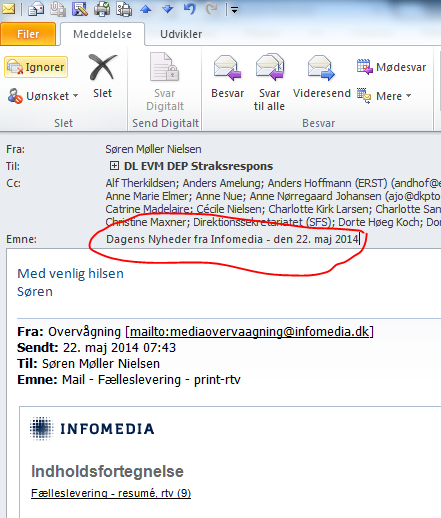 Filer Meddelelse Udvikler
Ignorer
Uønsket
Slet
Svar Digitalt
Besvar
Svar til alle
Videresend
Mødesvar
Mere
Slet Send Digitalt Besvar
Fra: Søren Møller Nielsen
Til: DL EVM DEP Straksrespons
Cc: Alf Therkildsen; Anders Amelung; Anders Hoffmann (ERST) (andhof@e
Anne Marie Elmer; Anne Nue; Anne Nørregaard Johansen (ajo@dkpto
Catrine Madelaire; Cécile Nielsen; Charlotte Kirk Larsen; Charlotte San
Christine Maxner; Direktionssekretariatet (SFS); Dorte Høeg Koch; Do
Emne: Dagens Nyheder fra Infomedia - den 22. maj 2014
Med venlig hilsen
Søren
Fra: Overvågning [mailto:mediaovervaagning@infomedia.dk]
Sendt: 22. maj 2014 07:43
Til: Søren Møller Nielsen
Emne: Mail - Fælleslevering - print-rtv
INFOMEDIA
Indholdsfortegnelse
Fælleslevering - resumé, rtv (9)